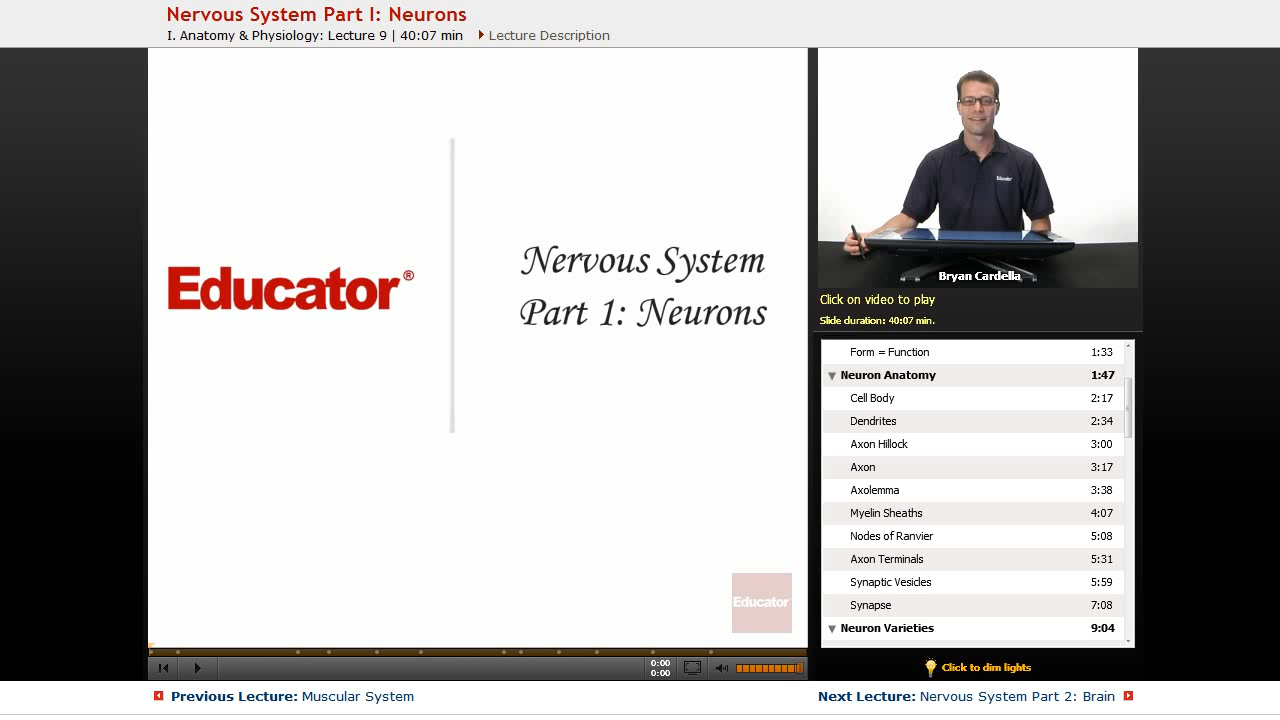 Nervous System Part I: Neurons
I. Anatomy & Physiology: Lecture 9 | 40:07 min Lecture Description
Educator®
Nervous System
Part 1: Neurons
Educator
Educator
Bryan Cardella
Click on video to play
Slide duration: 40:07 min.
Form = Function 1:33
Neuron Anatomy 1:47
Cell Body 2:17
Dendrites 2:34
Axon Hillock 3:00
Axon 3:17
Axolemma 3:38
Myelin Sheaths 4:07
Nodes of Ranvier 5:08
Axon Terminals 5:31
Synaptic Vesicles 5:59
Synapse 7:08
Neuron Varieties 9:04
0:00
0:00
Click to dim lights
Previous Lecture: Muscular System
Next Lecture: Nervous System Part 2: Brain